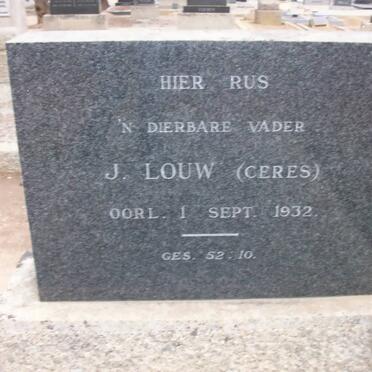 HIER RUS
'N DIERBARE VADER
J. LOUW (CERES)
OORL. 1 SEPT. 1932.
GES. 52:10.